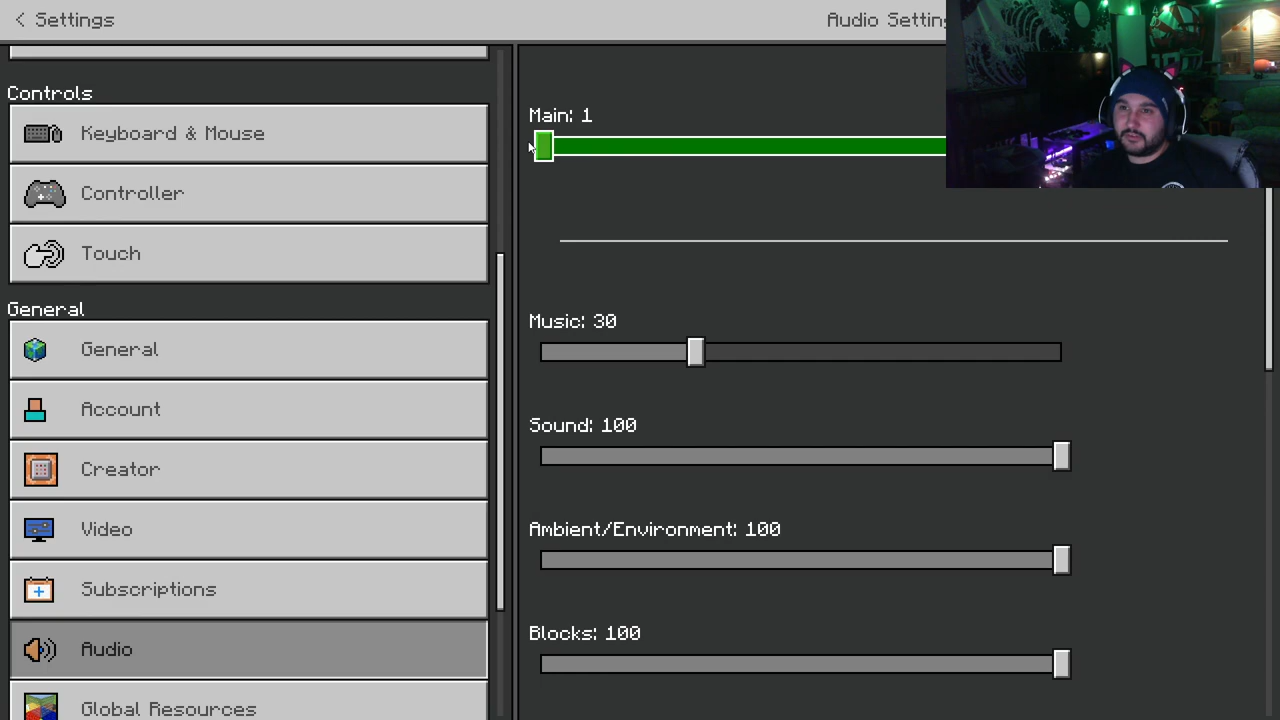 < Settings
Audio Settin
Controls
Keyboard & Mouse
Controller
Touch
General
General
Account
Creator
Video
Subscriptions
Audio
Global Resources
Main: 1
Music: 30
Sound: 100
Ambient/Environment: 100
Blocks: 100